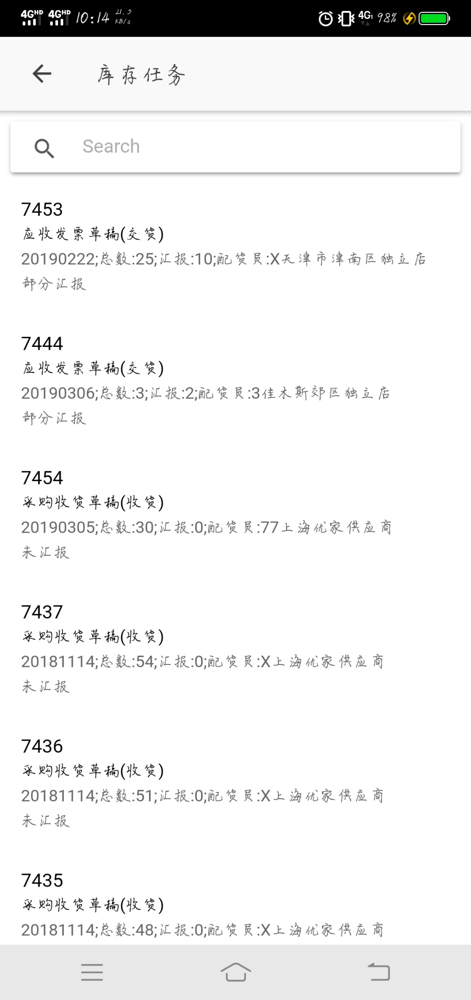 4GHD 4GHD 10:14 21.3 KB/s 4G 98%
库存任务
Search
7453
应收发票草稿(交货)
20190222;总数:25;汇报:10;配货员:X天津市津南区独立店
部分汇报
7444
应收发票草稿(交货)
20190306;总数:3;汇报:2;配货员:3佳木斯郊区独立店
部分汇报
7454
采购收货草稿(收货)
20190305;总数:30;汇报:0;配货员:77上海优家供应商
未汇报
7437
采购收货草稿(收货)
20181114;总数:54;汇报:0;配货员:X上海优家供应商
未汇报
7436
采购收货草稿(收货)
20181114;总数:51;汇报:0;配货员:X上海优家供应商
未汇报
7435
采购收货草稿(收货)
20181114;总数:48;汇报:0;配货员:X上海优家供应商